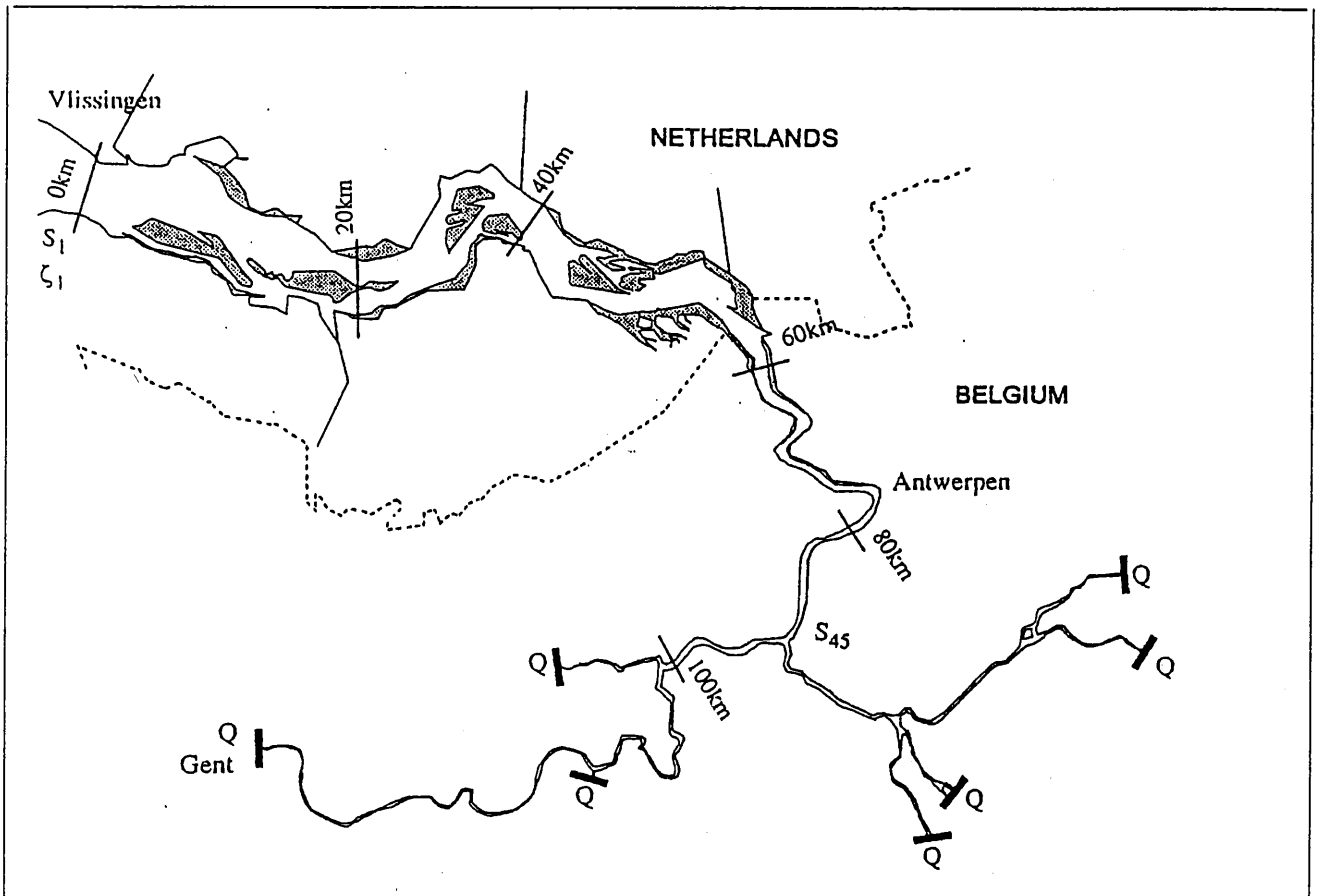 Vlissingen
NETHERLANDS
0km
20km
40km
S1
ζ1
60km
BELGIUM
Antwerpen
80km
Q
S45
Q
Q
100km
Q
Gent
Q
Q
Q